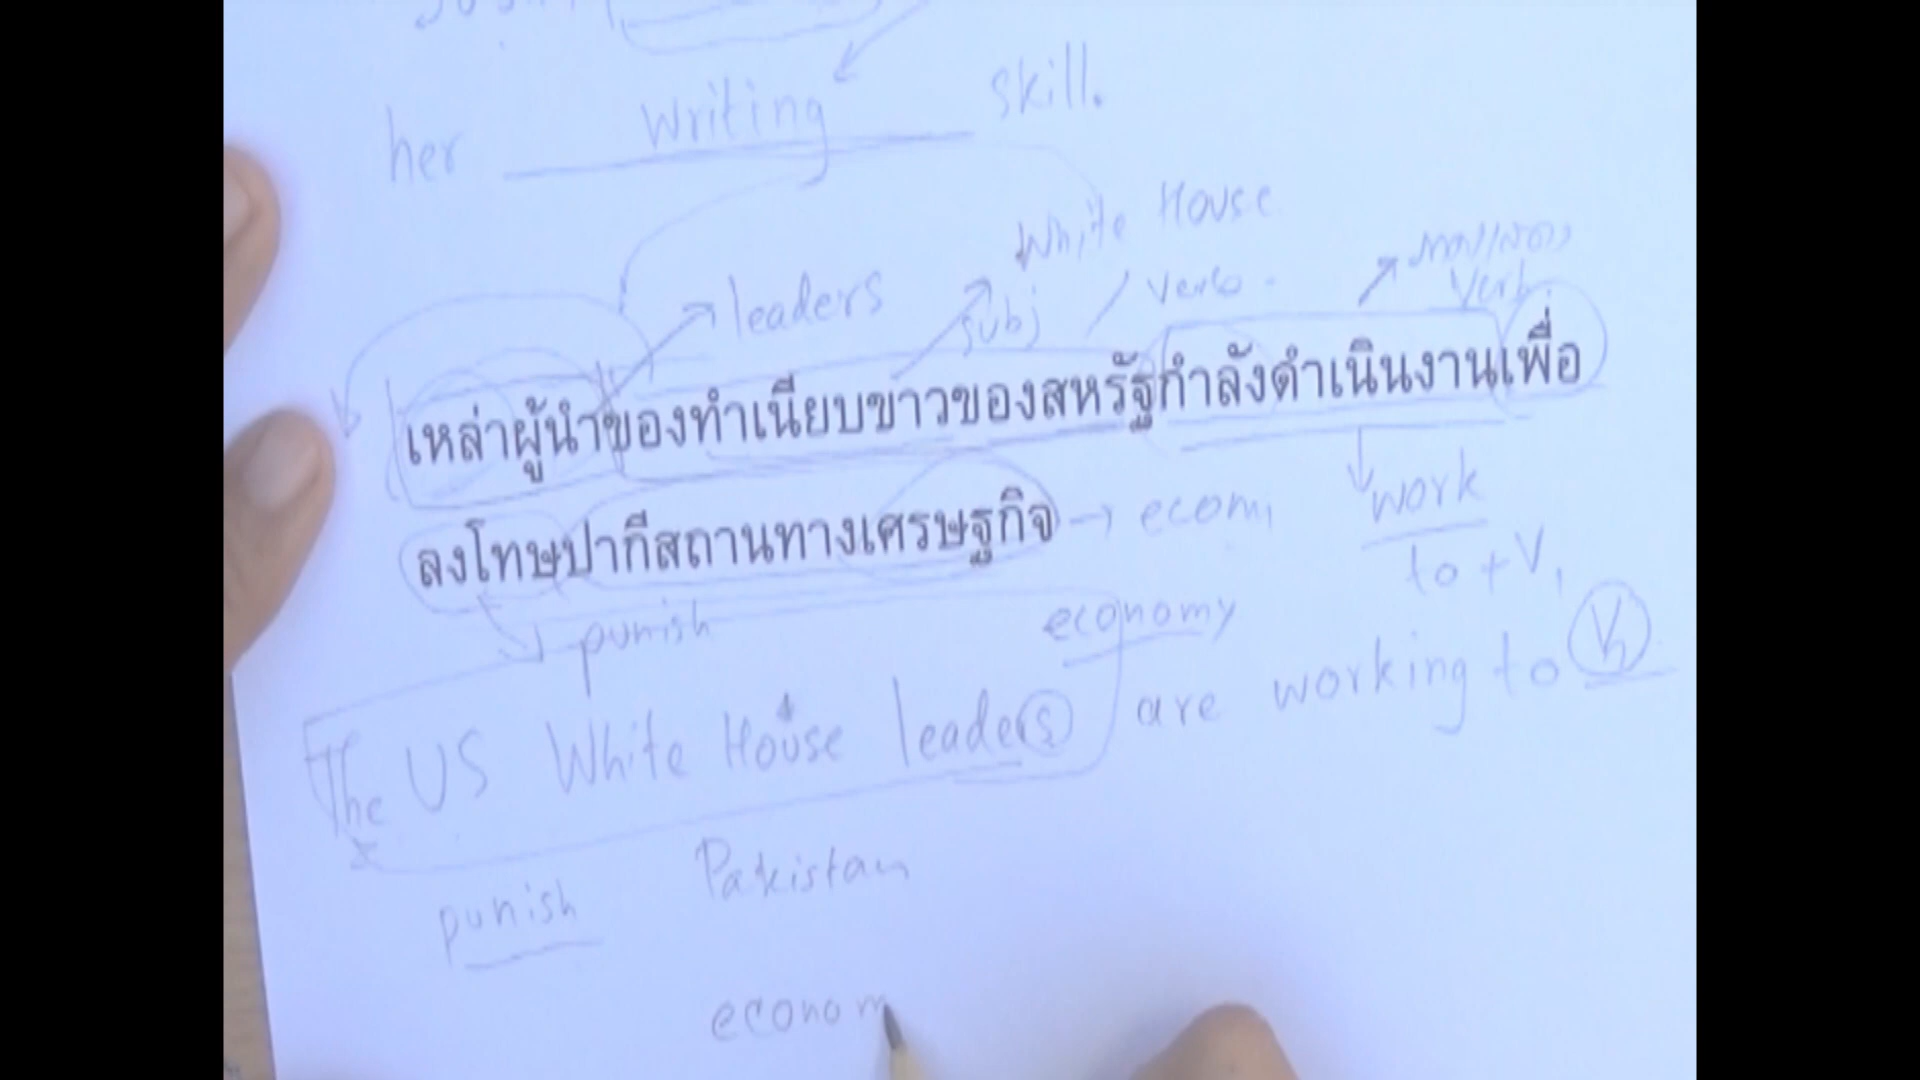 her writing skill.
White House
leaders subj / verb
verb
เหล่าผู้นำของทำเนียบขาวของสหรัฐกำลังดำเนินงานเพื่อ
ลงโทษปากีสถานทางเศรษฐกิจ → econ
work
to + V1
punish economy
The US White House leaders are working to V1
punish Pakistan
econom